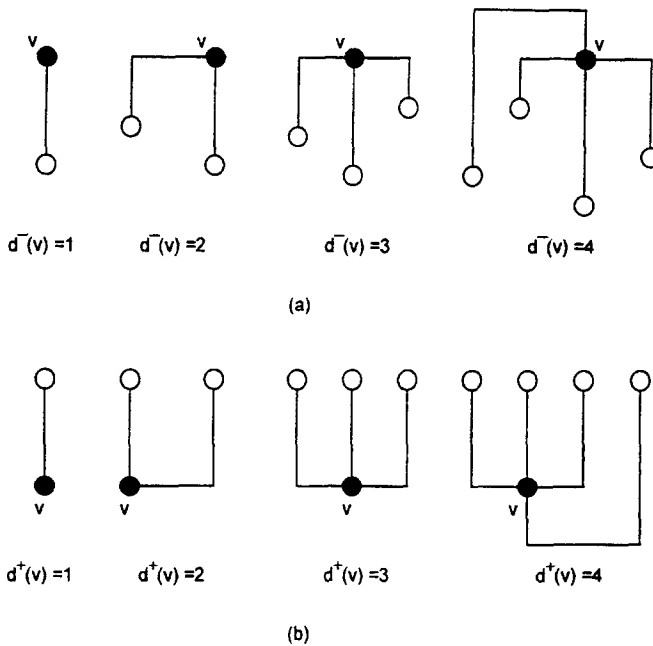 v v v v
d⁻(v) =1 d⁻(v) =2 d⁻(v) =3 d⁻(v) =4
(a)
v v v v
d⁺(v) =1 d⁺(v) =2 d⁺(v) =3 d⁺(v) =4
(b)